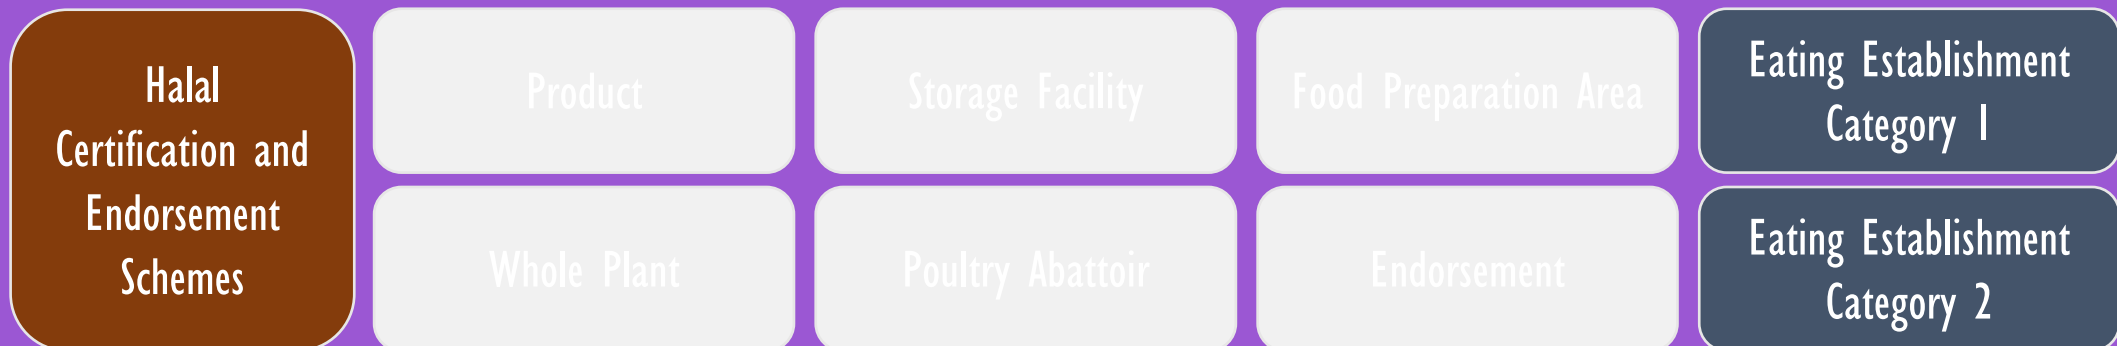 Halal
Certification and
Endorsement
Schemes
Product
Storage Facility
Food Preparation Area
Eating Establishment
Category 1
Whole Plant
Poultry Abattoir
Endorsement
Eating Establishment
Category 2